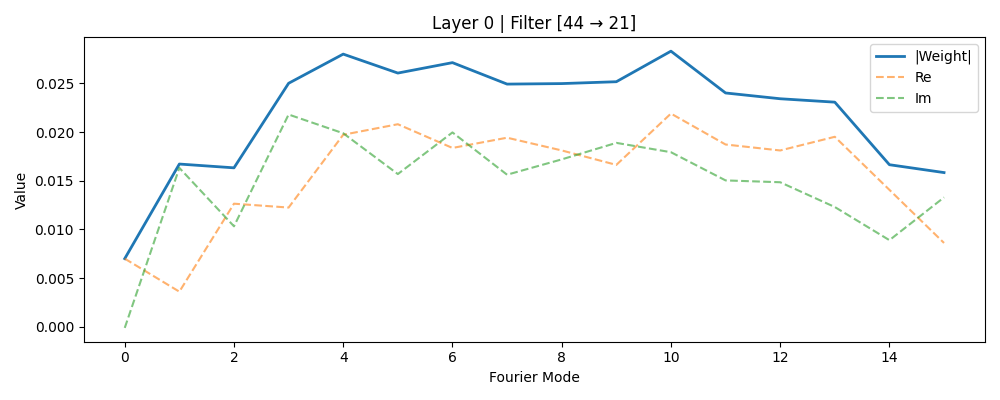 Layer 0 | Filter [44 → 21]
|Weight|
Re
Im
Value
0.025
0.020
0.015
0.010
0.005
0.000
0 2 4 6 8 10 12 14
Fourier Mode